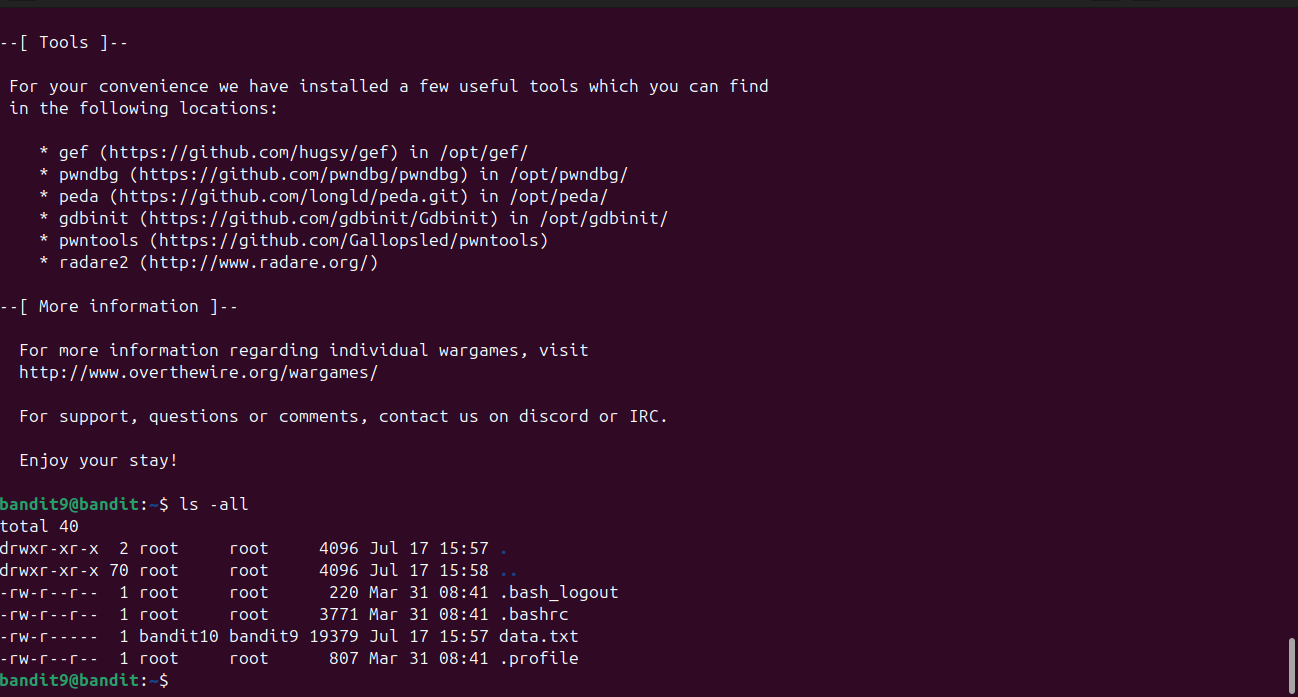 --[ Tools ]--
For your convenience we have installed a few useful tools which you can find
in the following locations:
* gef (https://github.com/hugsy/gef) in /opt/gef/
* pwndbg (https://github.com/pwndbg/pwndbg) in /opt/pwndbg/
* peda (https://github.com/longld/peda.git) in /opt/peda/
* gdbinit (https://github.com/gdbinit/Gdbinit) in /opt/gdbinit/
* pwntools (https://github.com/Gallopsled/pwntools)
* radare2 (http://www.radare.org/)
--[ More information ]--
For more information regarding individual wargames, visit
http://www.overthewire.org/wargames/
For support, questions or comments, contact us on discord or IRC.
Enjoy your stay!
bandit9@bandit:~$ ls -all
total 40
drwxr-xr-x  2 root     root     4096 Jul 17 15:57 .
drwxr-xr-x 70 root     root     4096 Jul 17 15:58 ..
-rw-r--r--  1 root     root      220 Mar 31 08:41 .bash_logout
-rw-r--r--  1 root     root     3771 Mar 31 08:41 .bashrc
-rw-r-----  1 bandit10 bandit9 19379 Jul 17 15:57 data.txt
-rw-r--r--  1 root     root      807 Mar 31 08:41 .profile
bandit9@bandit:~$